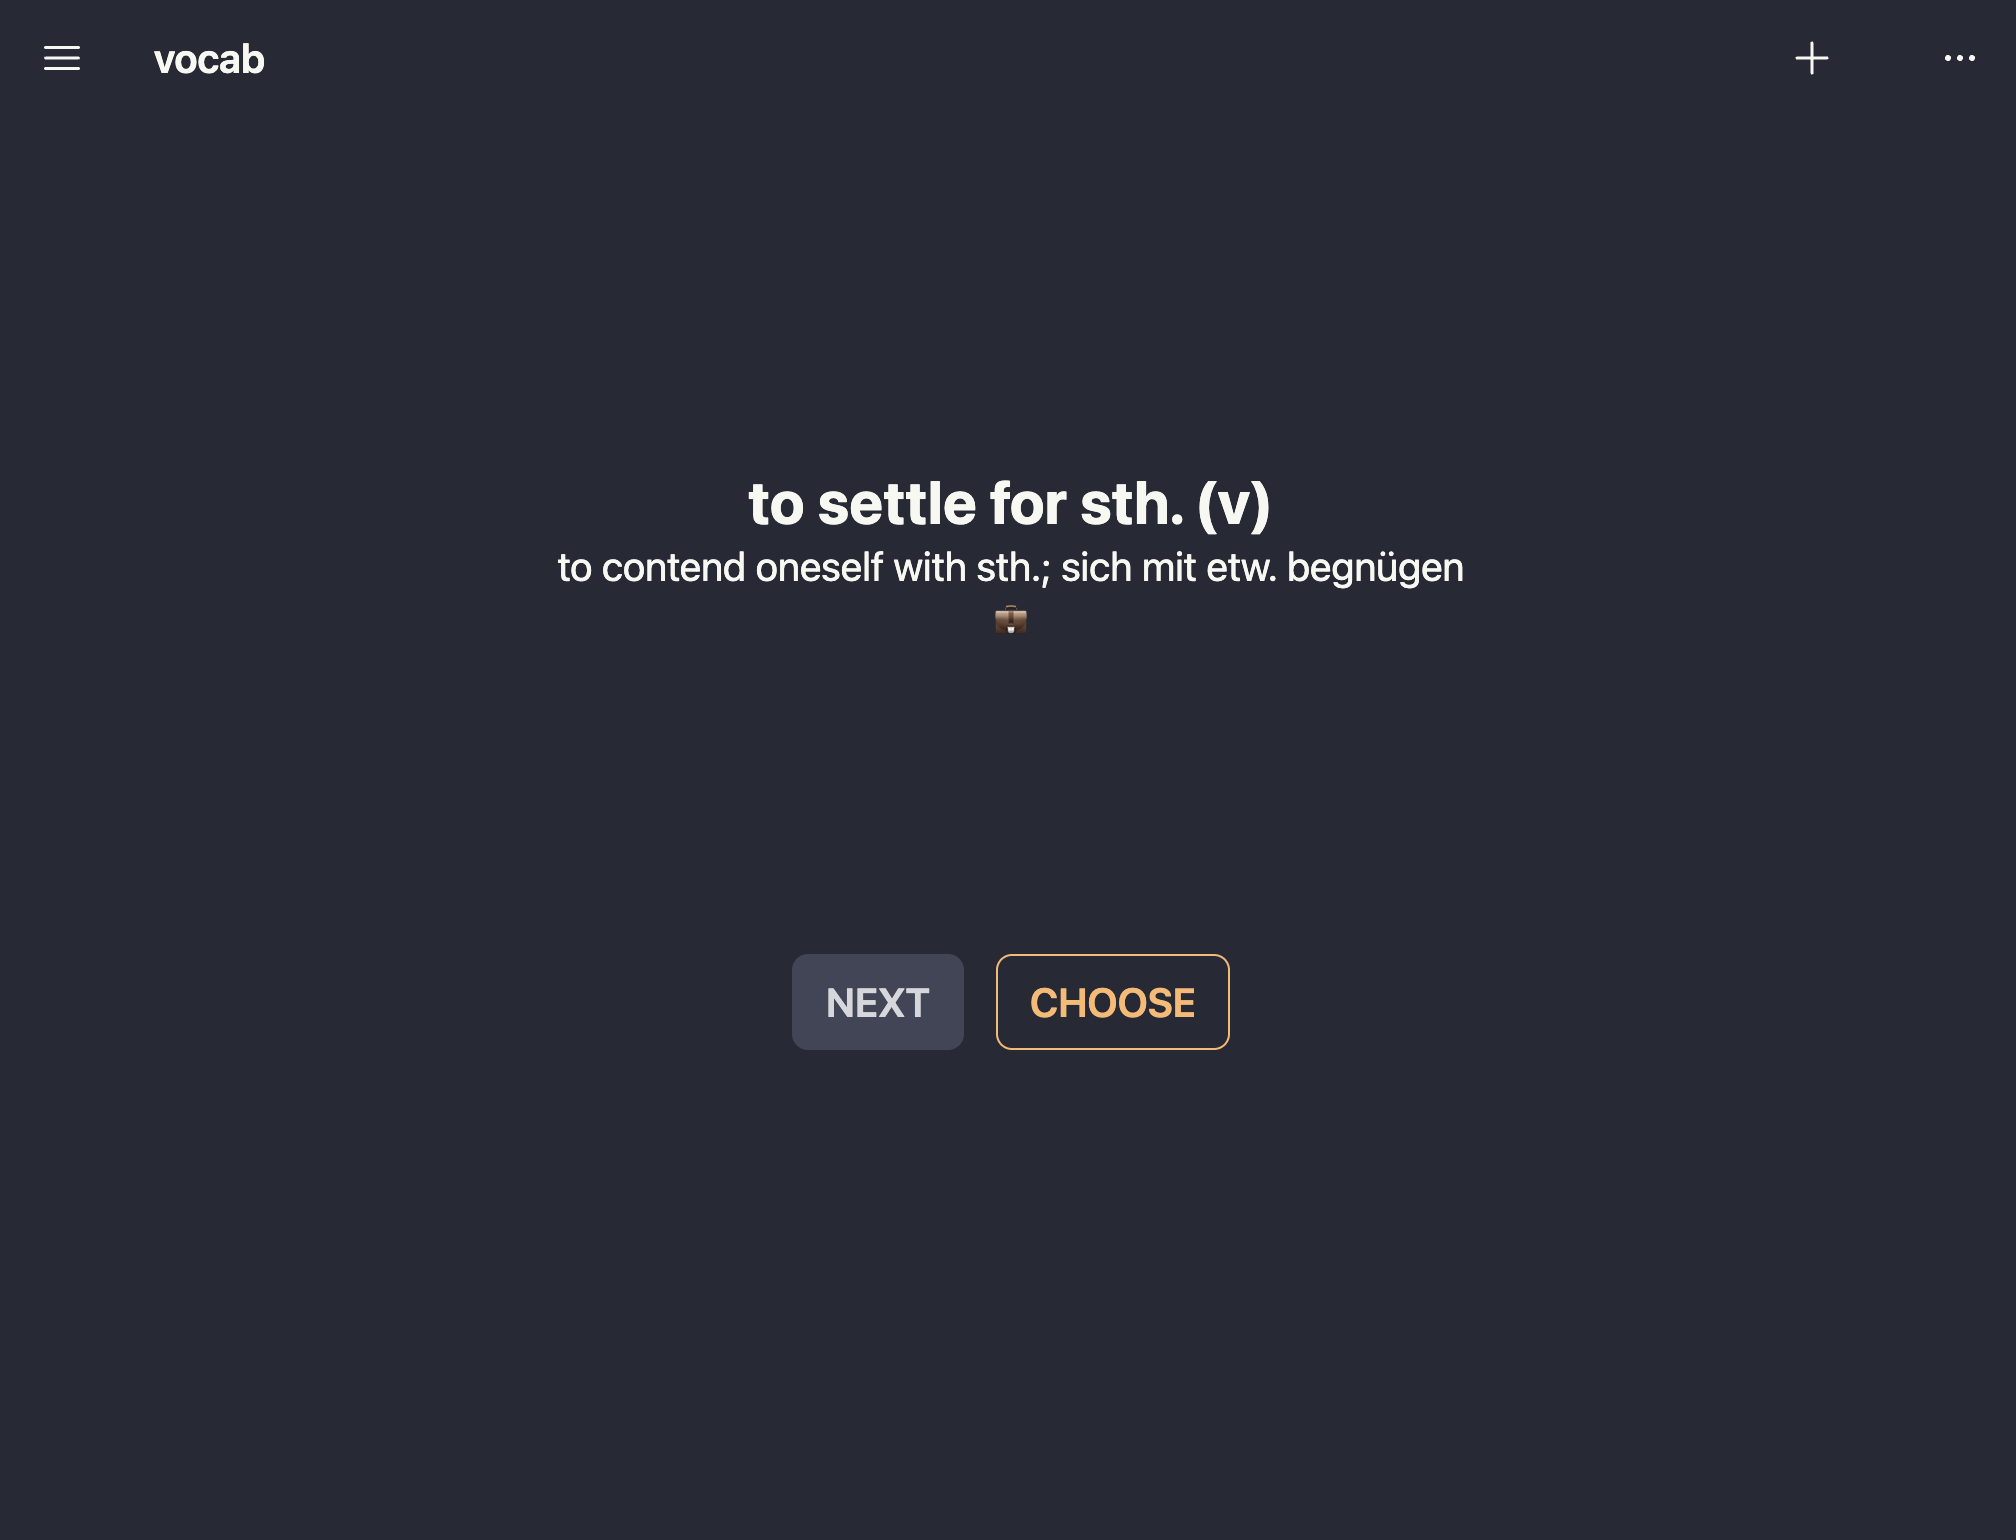 vocab
to settle for sth. (v)
to contend oneself with sth.; sich mit etw. begnügen
NEXT
CHOOSE